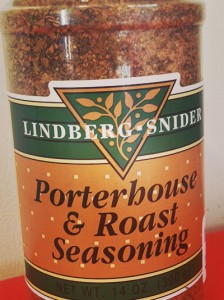 LINDBERG-SNIDER
Porterhouse
& Roast
Seasoning
NET WT. 14 OZ